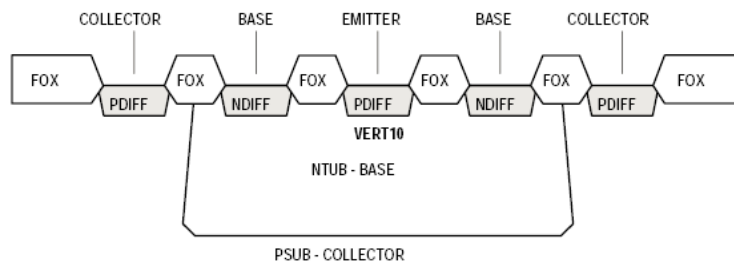 COLLECTOR BASE EMITTER BASE COLLECTOR
FOX FOX FOX FOX FOX FOX
PDIFF NDIFF PDIFF NDIFF PDIFF
VERT10
NTUB - BASE
PSUB - COLLECTOR